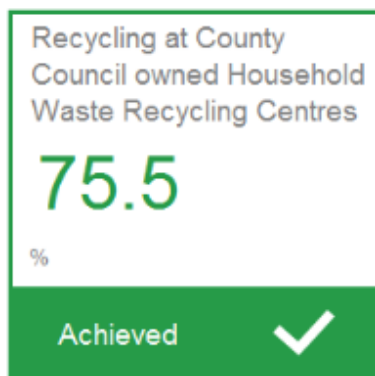 Recycling at County
Council owned Household
Waste Recycling Centres
75.5
%
Achieved